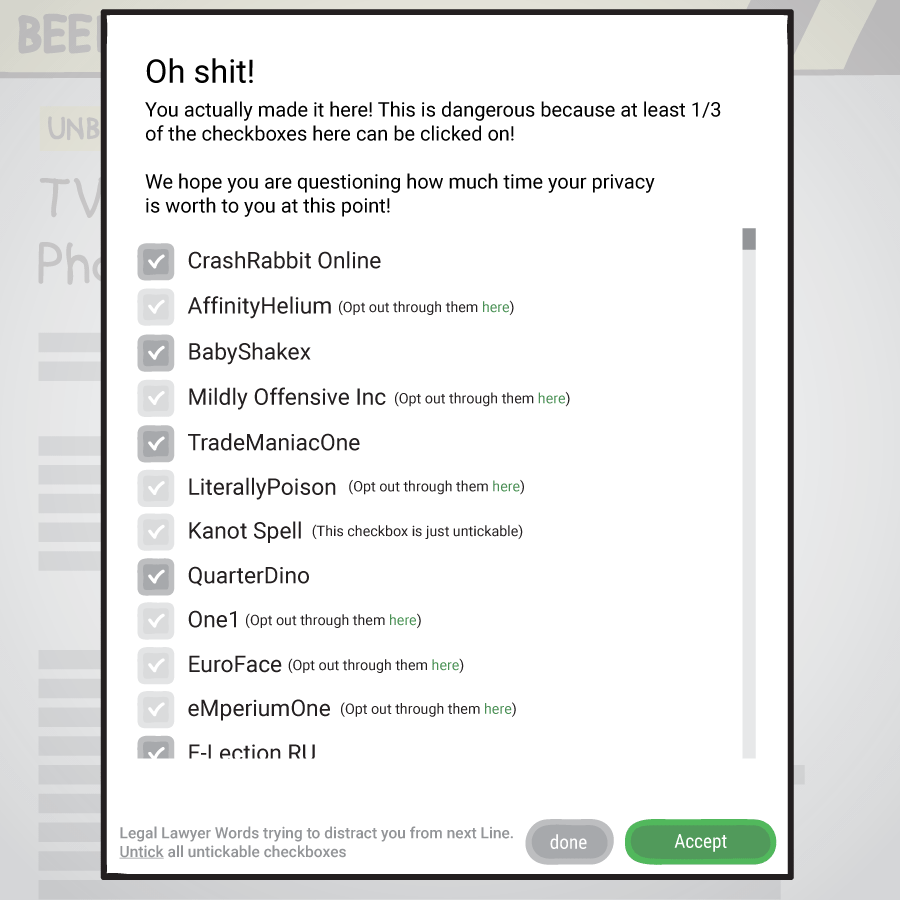 BEE
UNB
TV
Pho
Oh shit!
You actually made it here! This is dangerous because at least 1/3
of the checkboxes here can be clicked on!
We hope you are questioning how much time your privacy
is worth to you at this point!
CrashRabbit Online
AffinityHelium (Opt out through them here)
BabyShakex
Mildly Offensive Inc (Opt out through them here)
TradeManiacOne
LiterallyPoison (Opt out through them here)
Kanot Spell (This checkbox is just untickable)
QuarterDino
One1 (Opt out through them here)
EuroFace (Opt out through them here)
eMperiumOne (Opt out through them here)
E-Lection RU
Legal Lawyer Words trying to distract you from next Line.
Untick all untickable checkboxes
done
Accept